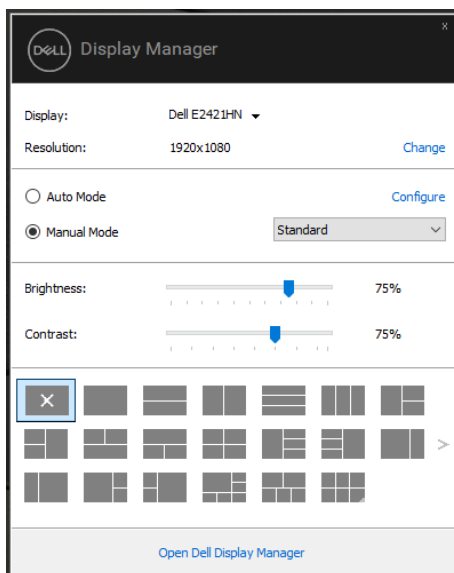 x
DELL Display Manager
Display: Dell E2421HN
Resolution: 1920x1080 Change
Auto Mode Configure
Manual Mode Standard
Brightness: 75%
Contrast: 75%
Open Dell Display Manager